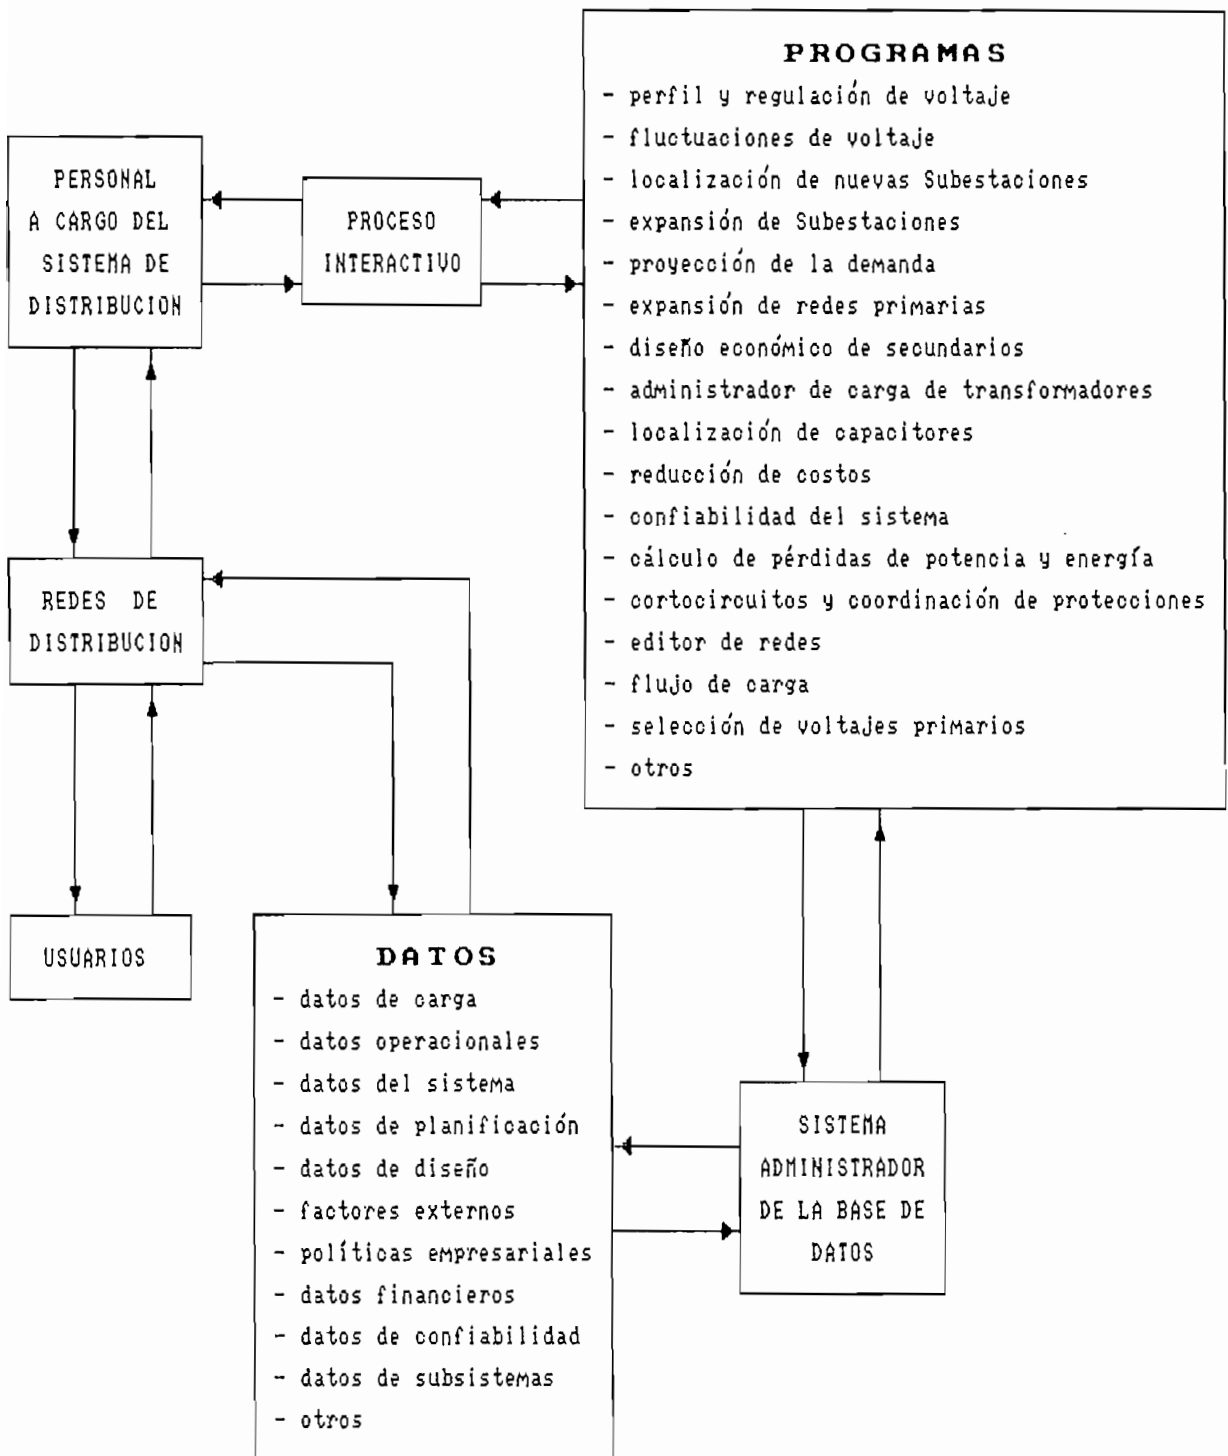 PROGRAMAS
- perfil y regulación de voltaje
- fluctuaciones de voltaje
- localización de nuevas Subestaciones
- expansión de Subestaciones
- proyección de la demanda
- expansión de redes primarias
- diseño económico de secundarios
- administrador de carga de transformadores
- localización de capacitores
- reducción de costos
- confiabilidad del sistema
- cálculo de pérdidas de potencia y energía
- cortocircuitos y coordinación de protecciones
- editor de redes
- flujo de carga
- selección de voltajes primarios
- otros
PERSONAL
A CARGO DEL
SISTEMA DE
DISTRIBUCION
PROCESO
INTERACTIVO
REDES DE
DISTRIBUCION
USUARIOS
DATOS
- datos de carga
- datos operacionales
- datos del sistema
- datos de planificación
- datos de diseño
- factores externos
- políticas empresariales
- datos financieros
- datos de confiabilidad
- datos de subsistemas
- otros
SISTEMA
ADMINISTRADOR
DE LA BASE DE
DATOS